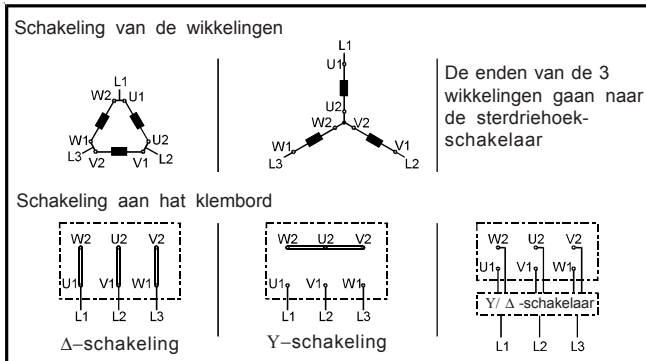 Schakeling van de wikkelingen
L1
W2 U1
W1 U2
L3 V2 V1 L2
L1
U1
U2
W2 V2
W1 V1
L3 L2
De enden van de 3
wikkelingen gaan naar
de sterdriehoek-
schakelaar
Schakeling aan hat klembord
W2 U2 V2
U1 V1 W1
L1 L2 L3
Δ–schakeling
W2 U2 V2
U1 V1 W1
L1 L2 L3
Y–schakeling
W2 U2 V2
U1 V1 W1
Y/ Δ -schakelaar
L1 L2 L3